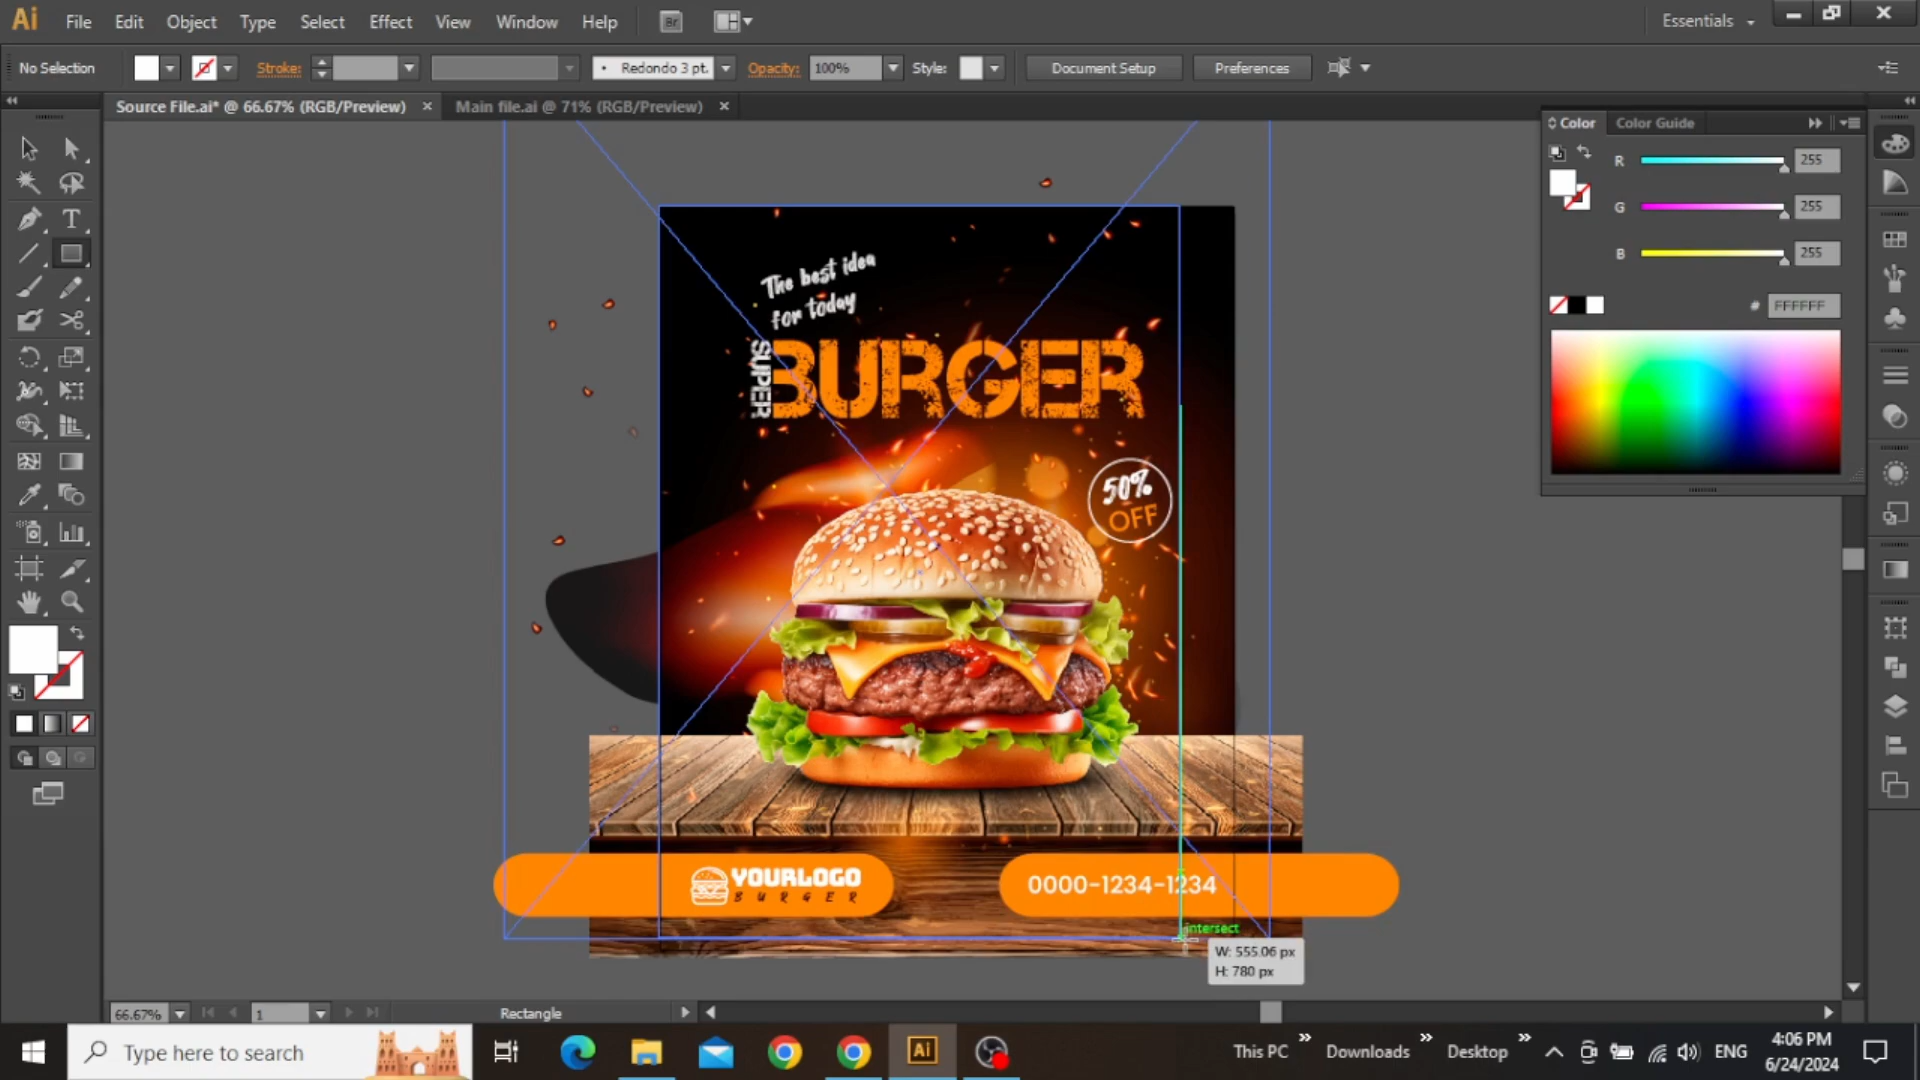 Ai File Edit Object Type Select Effect View Window Help Br Essentials
No Selection Stroke: Redondo 3 pt. Opacity: 100% Style: Document Setup Preferences
Source File.ai* @ 66.67% (RGB/Preview) × Main file.ai @ 71% (RGB/Preview) ×
Color Color Guide
R 255
G 255
B 255
# FFFFFF
The best idea
for today
SUPER
BURGER
50%
OFF
YOURLOGO
BURGER
0000-1234-1234
intersect
W: 555.06 px
H: 780 px
66.67% 1 Rectangle
Type here to search
Ai
This PC » Downloads » Desktop »
ENG
4:06 PM
6/24/2024